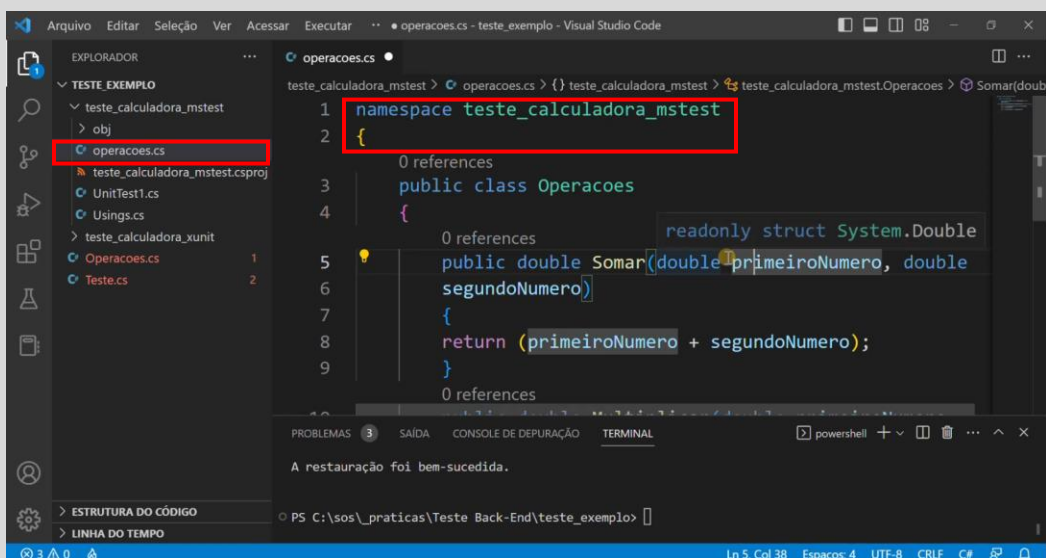 Arquivo Editar Seleção Ver Acessar Executar ··· ● operacoes.cs - teste_exemplo - Visual Studio Code
EXPLORADOR ···
operacoes.cs ●
TESTE_EXEMPLO
teste_calculadora_mstest > operacoes.cs > {} teste_calculadora_mstest > teste_calculadora_mstest.Operacoes > Somar(doub
teste_calculadora_mstest
> obj
operacoes.cs
teste_calculadora_mstest.csproj
UnitTest1.cs
Usings.cs
> teste_calculadora_xunit
Operacoes.cs 1
Teste.cs 2
1 namespace teste_calculadora_mstest
2 {
0 references
3 public class Operacoes
4 {
0 references
readonly struct System.Double
5 public double Somar(double primeiroNumero, double
6 segundoNumero)
7 {
8 return (primeiroNumero + segundoNumero);
9 }
0 references
PROBLEMAS 3 SAÍDA CONSOLE DE DEPURAÇÃO TERMINAL powershell
A restauração foi bem-sucedida.
PS C:\sos\_praticas\Teste Back-End\teste_exemplo>
> ESTRUTURA DO CÓDIGO
> LINHA DO TEMPO
1
3 0 Ln 5, Col 38 Espaços: 4 UTF-8 CRLF C#